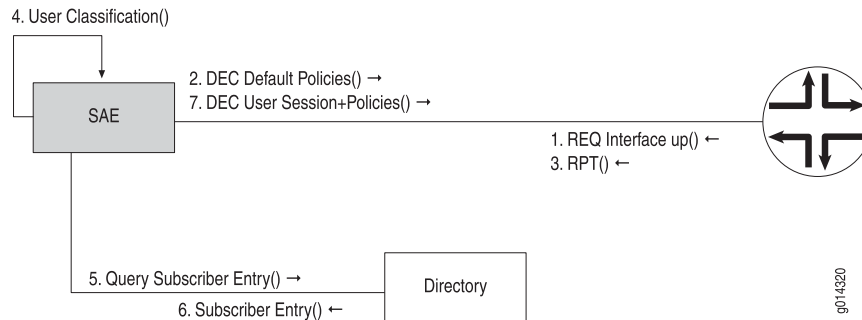 4. User Classification()
2. DEC Default Policies() →
7. DEC User Session+Policies() →
SAE
1. REQ Interface up() ←
3. RPT() ←
5. Query Subscriber Entry() →
6. Subscriber Entry() ←
Directory
g014320